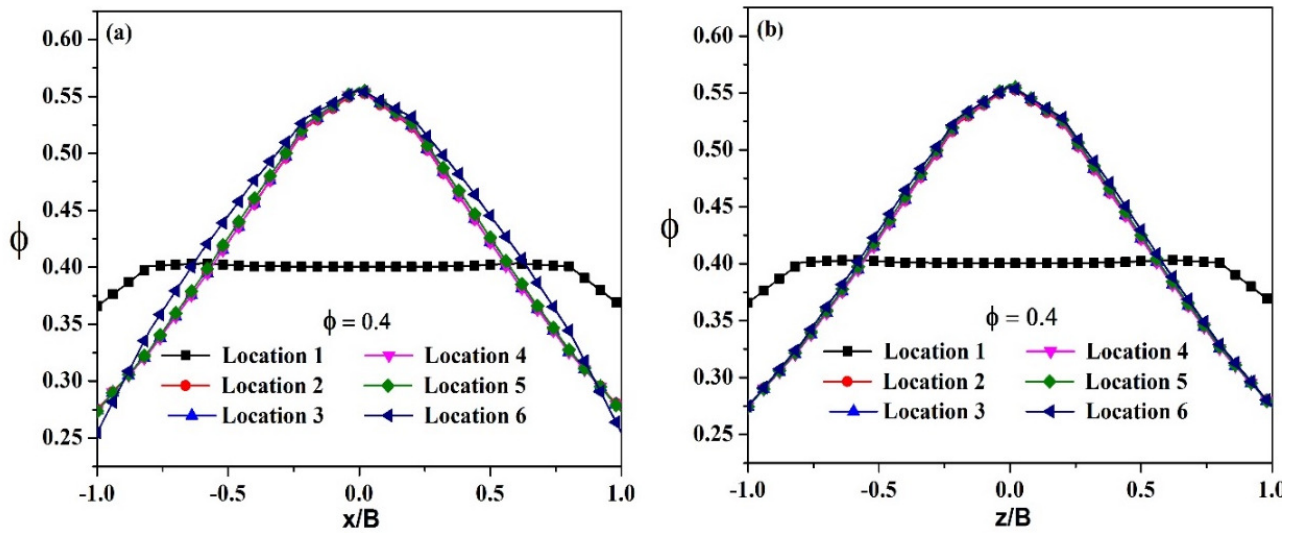 (a)
0.60
0.55
0.50
0.45
ϕ
0.40
0.35
0.30
0.25
ϕ = 0.4
Location 1 Location 4
Location 2 Location 5
Location 3 Location 6
-1.0 -0.5 0.0 0.5 1.0
x/B
(b)
0.60
0.55
0.50
0.45
ϕ
0.40
0.35
0.30
0.25
ϕ = 0.4
Location 1 Location 4
Location 2 Location 5
Location 3 Location 6
-1.0 -0.5 0.0 0.5 1.0
z/B